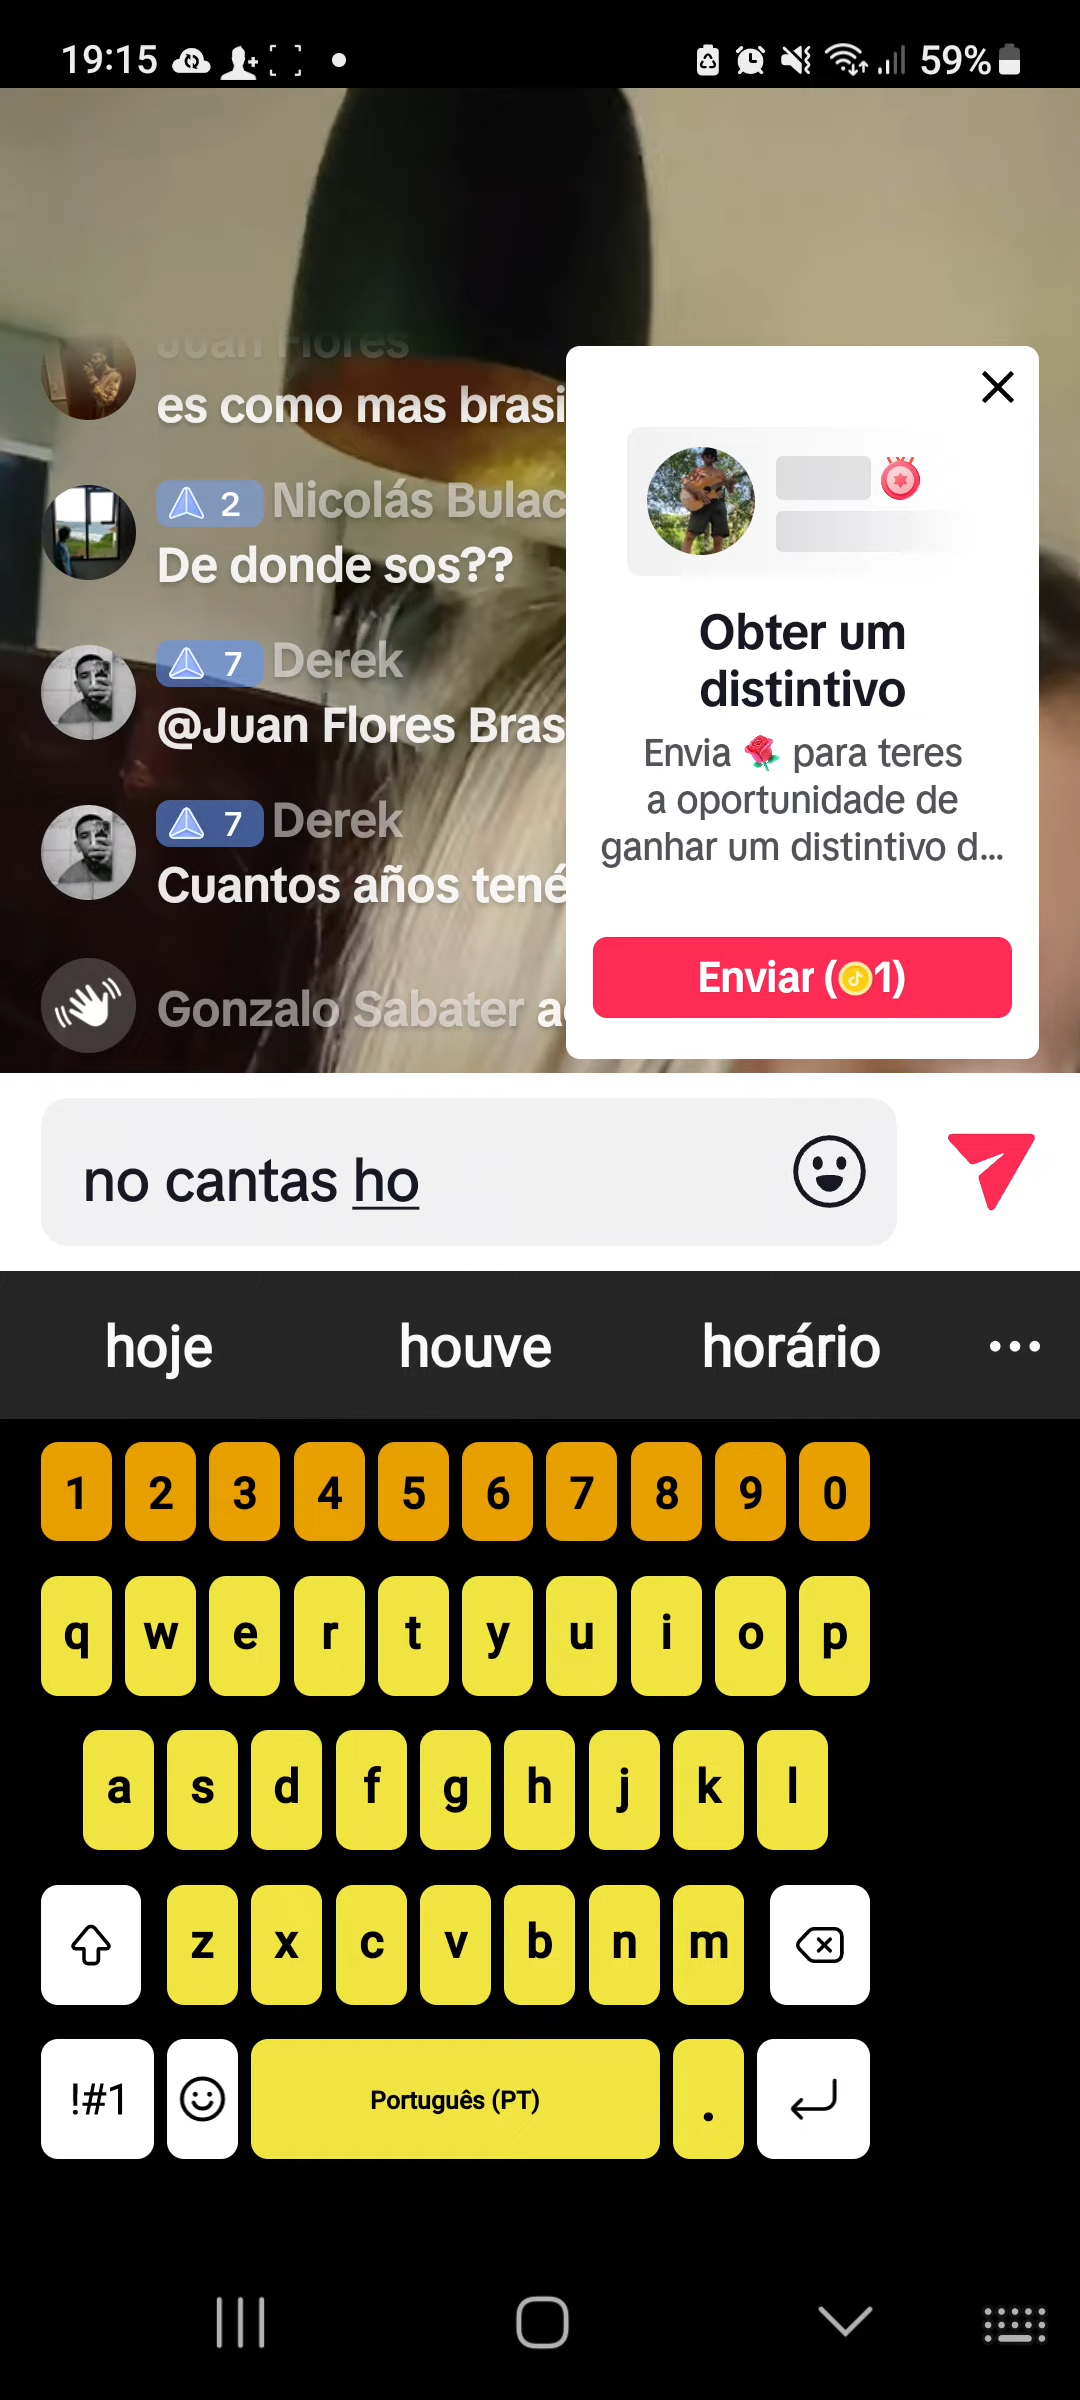 19:15
59%
Juan Flores
es como mas brasi
2 Nicolás Bulac
De donde sos??
7 Derek
@Juan Flores Bras
7 Derek
Cuantos años tené
Gonzalo Sabater
Obter um
distintivo
Envia 🌹 para teres
a oportunidade de
ganhar um distintivo d...
Enviar (1)
no cantas ho
hoje houve horário ...
1 2 3 4 5 6 7 8 9 0
q w e r t y u i o p
a s d f g h j k l
z x c v b n m
!#1 Português (PT) .